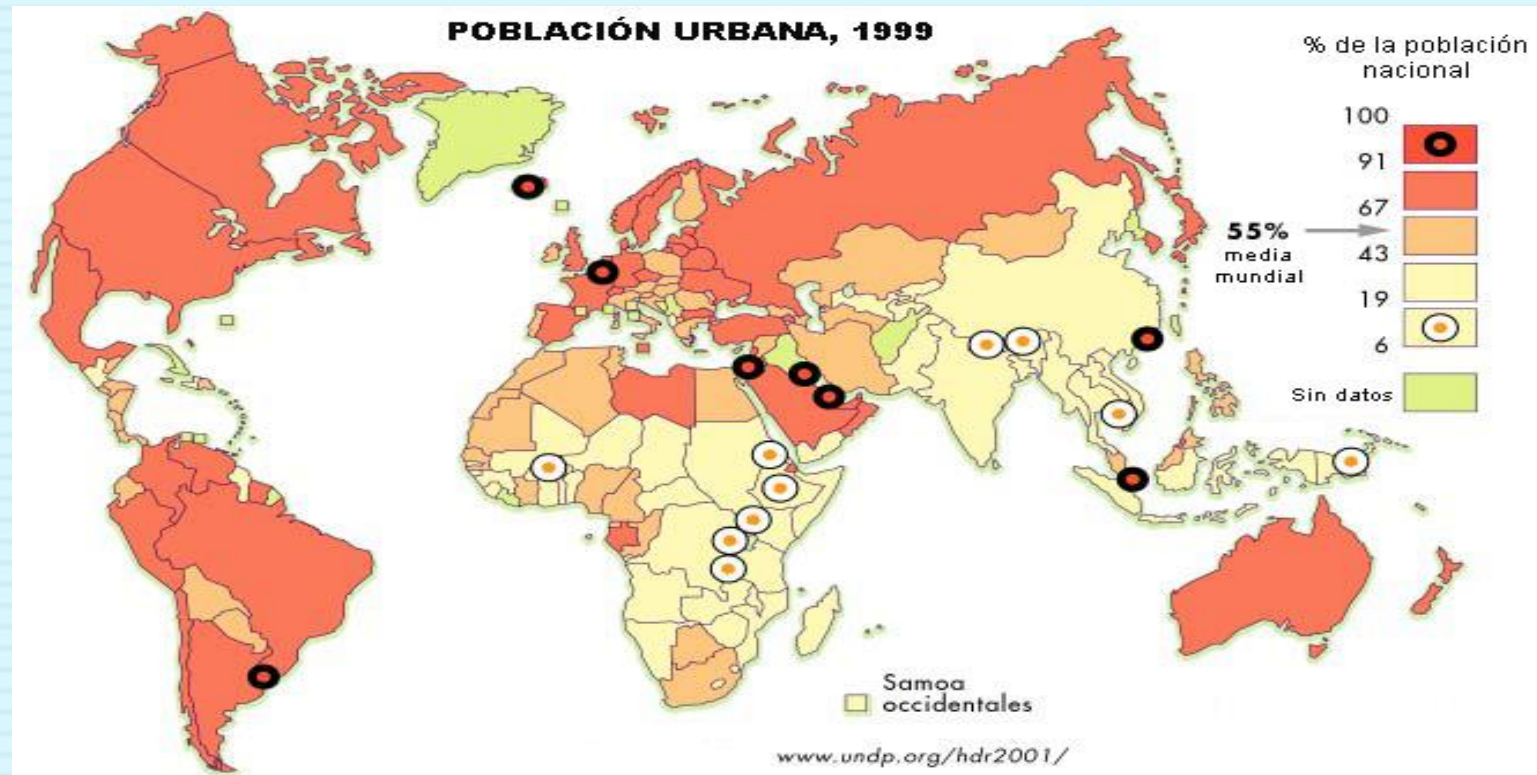 POBLACIÓN URBANA, 1999
% de la población
nacional
100
91
67
55%
media
mundial
43
19
6
Sin datos
Samoa
occidentales
www.undp.org/hdr2001/